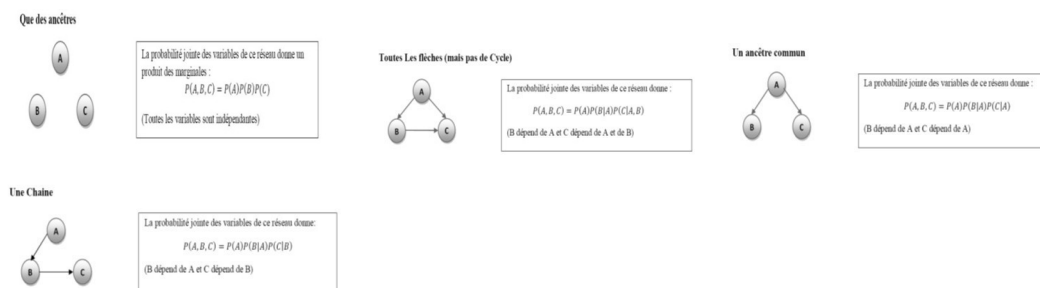 Que des ancêtres
A
B
C
La probabilité jointe des variables de ce réseau donne un
produit des marginales :
P(A,B,C) = P(A)P(B)P(C)
(Toutes les variables sont indépendantes)
Toutes Les flèches (mais pas de Cycle)
A
B
C
La probabilité jointe des variables de ce réseau donne :
P(A,B,C) = P(A)P(B|A)P(C|A,B)
(B dépend de A et C dépend de A et de B)
Un ancêtre commun
A
B
C
La probabilité jointe des variables de ce réseau donne :
P(A,B,C) = P(A)P(B|A)P(C|A)
(B dépend de A et C dépend de A)
Une Chaine
A
B
C
La probabilité jointe des variables de ce réseau donne:
P(A,B,C) = P(A)P(B|A)P(C|B)
(B dépend de A et C dépend de B)